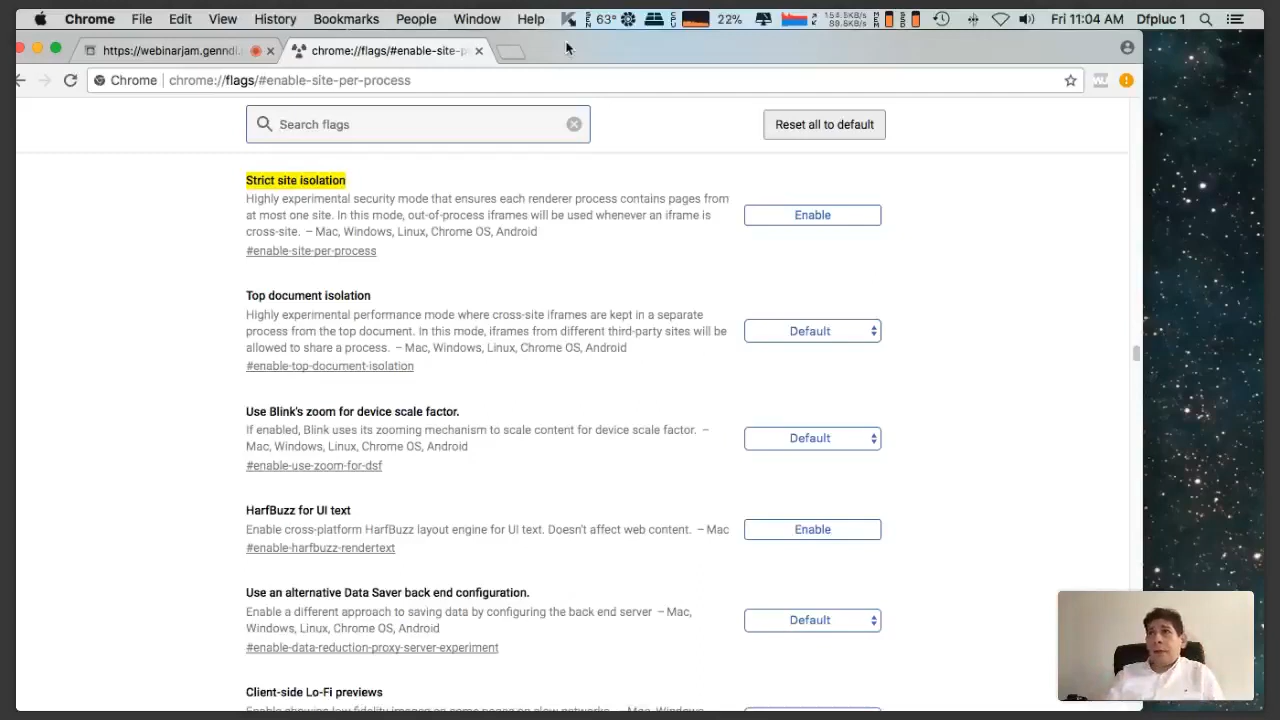 Chrome File Edit View History Bookmarks People Window Help 63° 22% 154.5KB/s 89.6KB/s Fri 11:04 AM Dfpluc 1
https://webinarjam.genndi. chrome://flags/#enable-site-p
Chrome chrome://flags/#enable-site-per-process
Search flags
Reset all to default
Strict site isolation
Highly experimental security mode that ensures each renderer process contains pages from
at most one site. In this mode, out-of-process iframes will be used whenever an iframe is
cross-site. – Mac, Windows, Linux, Chrome OS, Android
#enable-site-per-process
Enable
Top document isolation
Highly experimental performance mode where cross-site iframes are kept in a separate
process from the top document. In this mode, iframes from different third-party sites will be
allowed to share a process. – Mac, Windows, Linux, Chrome OS, Android
#enable-top-document-isolation
Default
Use Blink's zoom for device scale factor.
If enabled, Blink uses its zooming mechanism to scale content for device scale factor. –
Mac, Windows, Linux, Chrome OS, Android
#enable-use-zoom-for-dsf
Default
HarfBuzz for UI text
Enable cross-platform HarfBuzz layout engine for UI text. Doesn't affect web content. – Mac
#enable-harfbuzz-rendertext
Enable
Use an alternative Data Saver back end configuration.
Enable a different approach to saving data by configuring the back end server – Mac,
Windows, Linux, Chrome OS, Android
#enable-data-reduction-proxy-server-experiment
Default
Client-side Lo-Fi previews